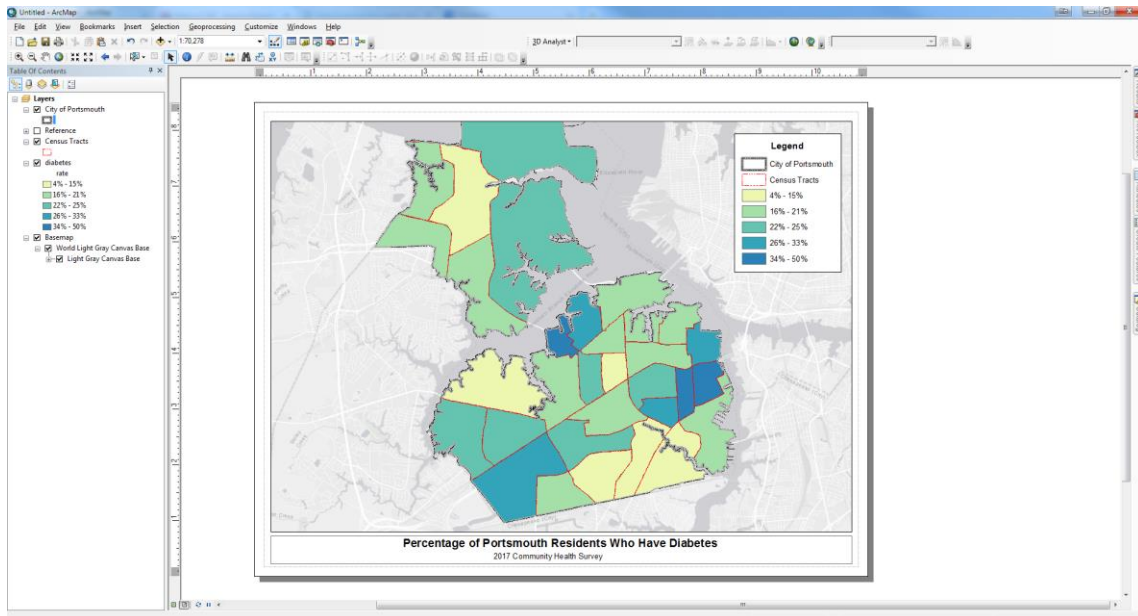 Untitled - ArcMap
File Edit View Bookmarks Insert Selection Geoprocessing Customize Windows Help
1:70,278
3D Analyst
Table Of Contents
Layers
City of Portsmouth
Reference
Census Tracts
diabetes
rate
4% - 15%
16% - 21%
22% - 25%
26% - 33%
34% - 50%
Basemap
World Light Gray Canvas Base
Light Gray Canvas Base
Legend
City of Portsmouth
Census Tracts
4% - 15%
16% - 21%
22% - 25%
26% - 33%
34% - 50%
Percentage of Portsmouth Residents Who Have Diabetes
2017 Community Health Survey